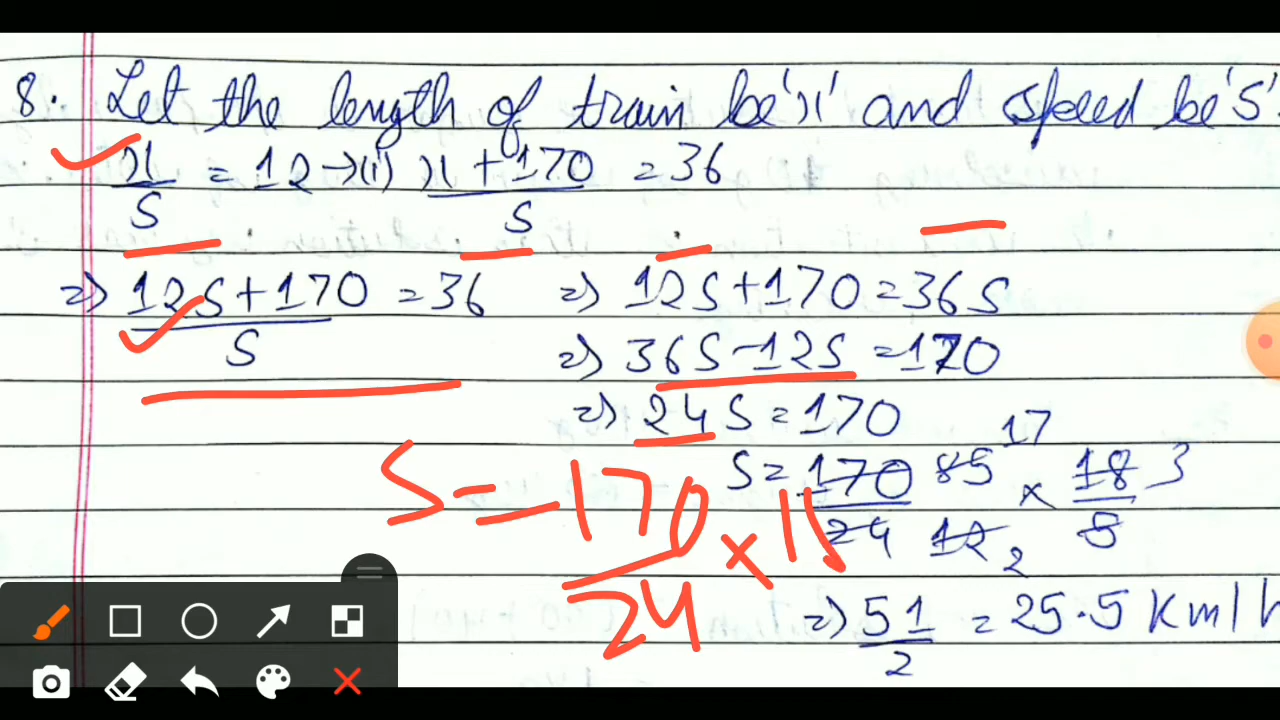 8. Let the length of train be 'x' and speed be 'S'.
x/S = 12 →(i) x + 170/S = 36
=> 12S + 170/S = 36 => 12S + 170 = 36S
=> 36S - 12S = 170
=> 24S = 170
17
S = 170/24 85 12 2 × 18/5 3
S = 170/24 ×
=> 51/2 = 25.5 Km/h